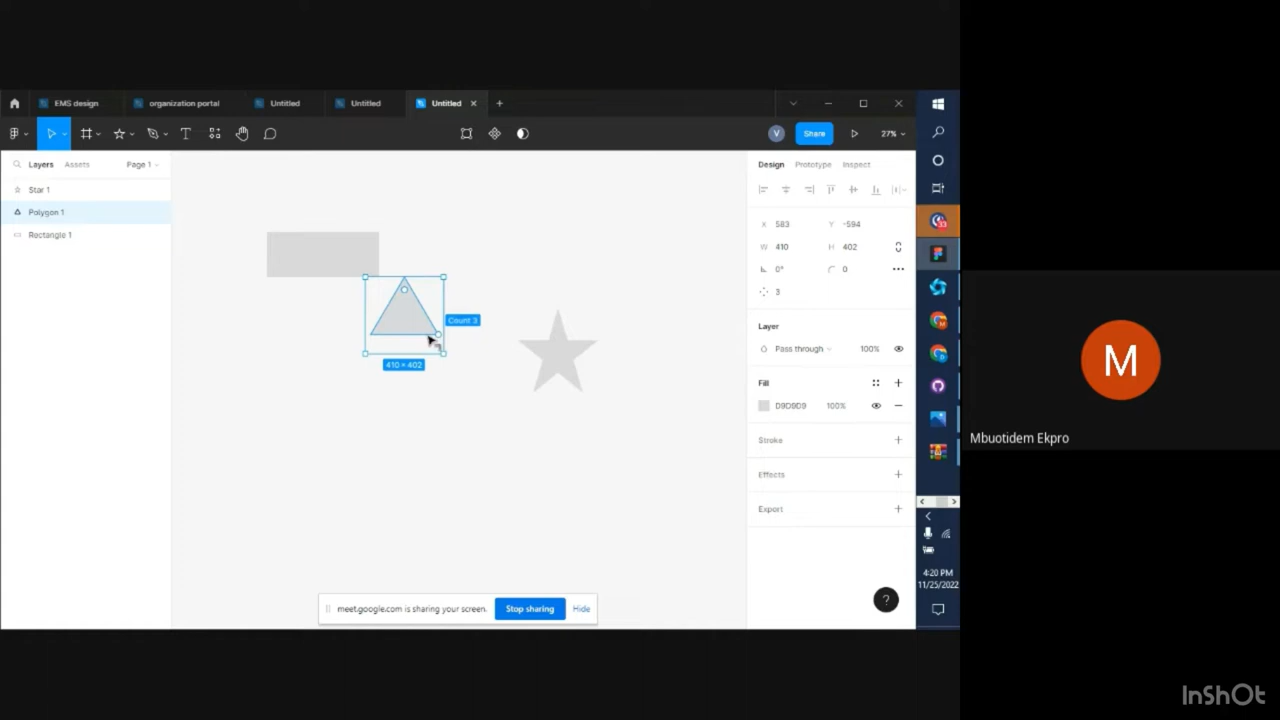 EMS design
organization portal
Untitled
Untitled
Untitled
T
V
Share
27%
Layers
Assets
Page 1
Design
Prototype
Inspect
Star 1
Polygon 1
Rectangle 1
X 583
Y -594
W 410
H 402
0°
0
3
Count 3
410 × 402
Layer
Pass through
100%
Fill
D9D9D9
100%
Stroke
Effects
Export
33
M
Mbuotidem Ekpro
4:20 PM
11/25/2022
?
meet.google.com is sharing your screen.
Stop sharing
Hide
InShOt